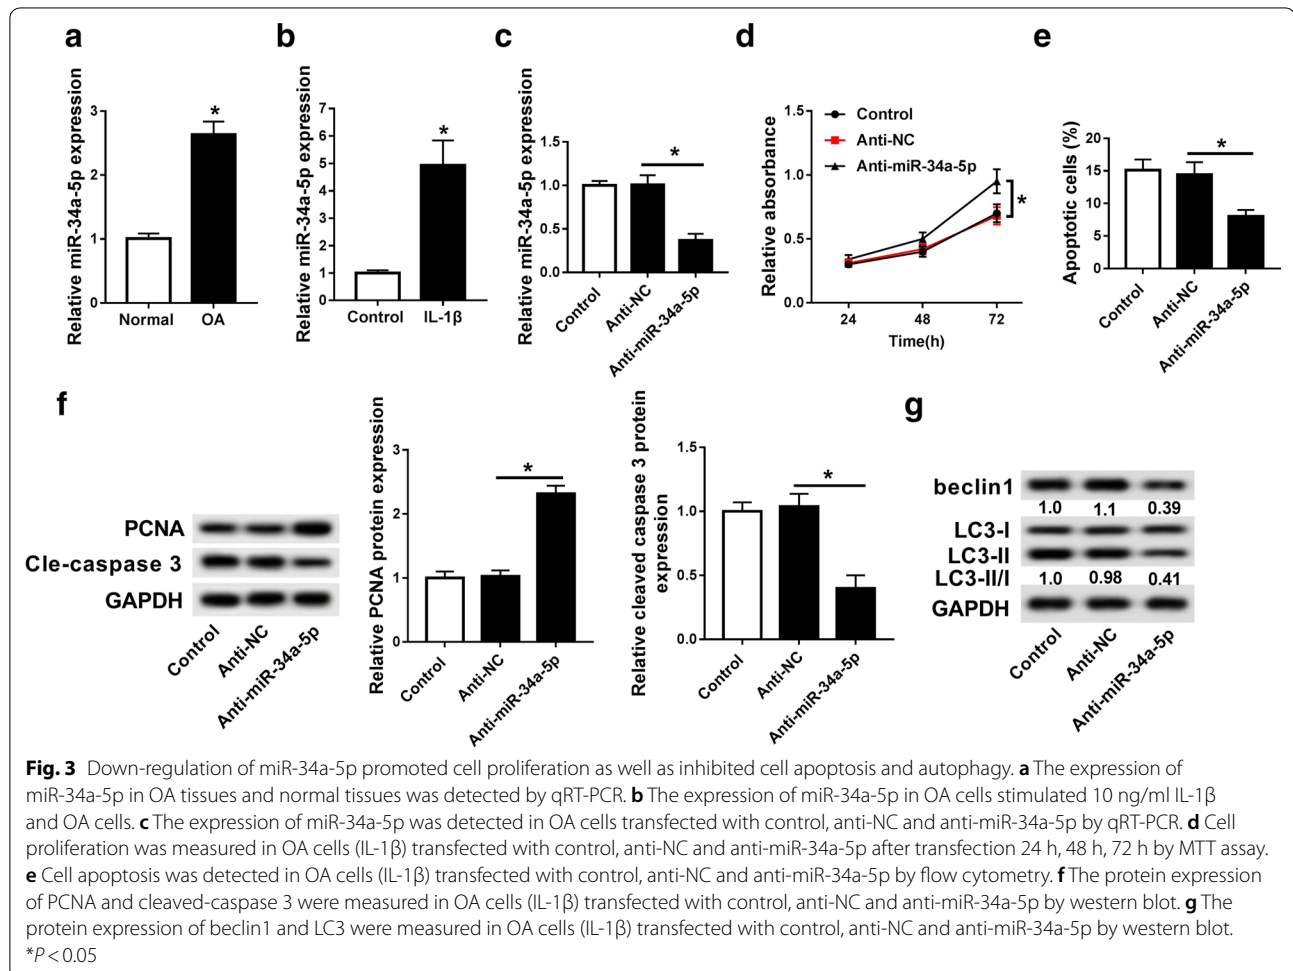 a
Relative miR-34a-5p expression
3
2
1
0
*
Normal
OA
b
Relative miR-34a-5p expression
7
6
5
4
3
2
1
0
*
Control
IL-1β
c
Relative miR-34a-5p expression
1.5
1.0
0.5
0.0
*
Control
Anti-NC
Anti-miR-34a-5p
d
Relative absorbance
1.5
1.0
0.5
0.0
Control
Anti-NC
Anti-miR-34a-5p
*
24
48
72
Time(h)
e
Apoptotic cells (%)
20
15
10
5
0
*
Control
Anti-NC
Anti-miR-34a-5p
f
PCNA
Cle-caspase 3
GAPDH
Control
Anti-NC
Anti-miR-34a-5p
Relative PCNA protein expression
3
2
1
0
*
Control
Anti-NC
Anti-miR-34a-5p
Relative cleaved caspase 3 protein
expression
1.5
1.0
0.5
0.0
*
Control
Anti-NC
Anti-miR-34a-5p
g
beclin1
1.0 1.1 0.39
LC3-I
LC3-II
LC3-II/I 1.0 0.98 0.41
GAPDH
Control
Anti-NC
Anti-miR-34a-5p
Fig. 3 Down-regulation of miR-34a-5p promoted cell proliferation as well as inhibited cell apoptosis and autophagy. a The expression of
miR-34a-5p in OA tissues and normal tissues was detected by qRT-PCR. b The expression of miR-34a-5p in OA cells stimulated 10 ng/ml IL-1β
and OA cells. c The expression of miR-34a-5p was detected in OA cells transfected with control, anti-NC and anti-miR-34a-5p by qRT-PCR. d Cell
proliferation was measured in OA cells (IL-1β) transfected with control, anti-NC and anti-miR-34a-5p after transfection 24 h, 48 h, 72 h by MTT assay.
e Cell apoptosis was detected in OA cells (IL-1β) transfected with control, anti-NC and anti-miR-34a-5p by flow cytometry. f The protein expression
of PCNA and cleaved-caspase 3 were measured in OA cells (IL-1β) transfected with control, anti-NC and anti-miR-34a-5p by western blot. g The
protein expression of beclin1 and LC3 were measured in OA cells (IL-1β) transfected with control, anti-NC and anti-miR-34a-5p by western blot.
*P < 0.05